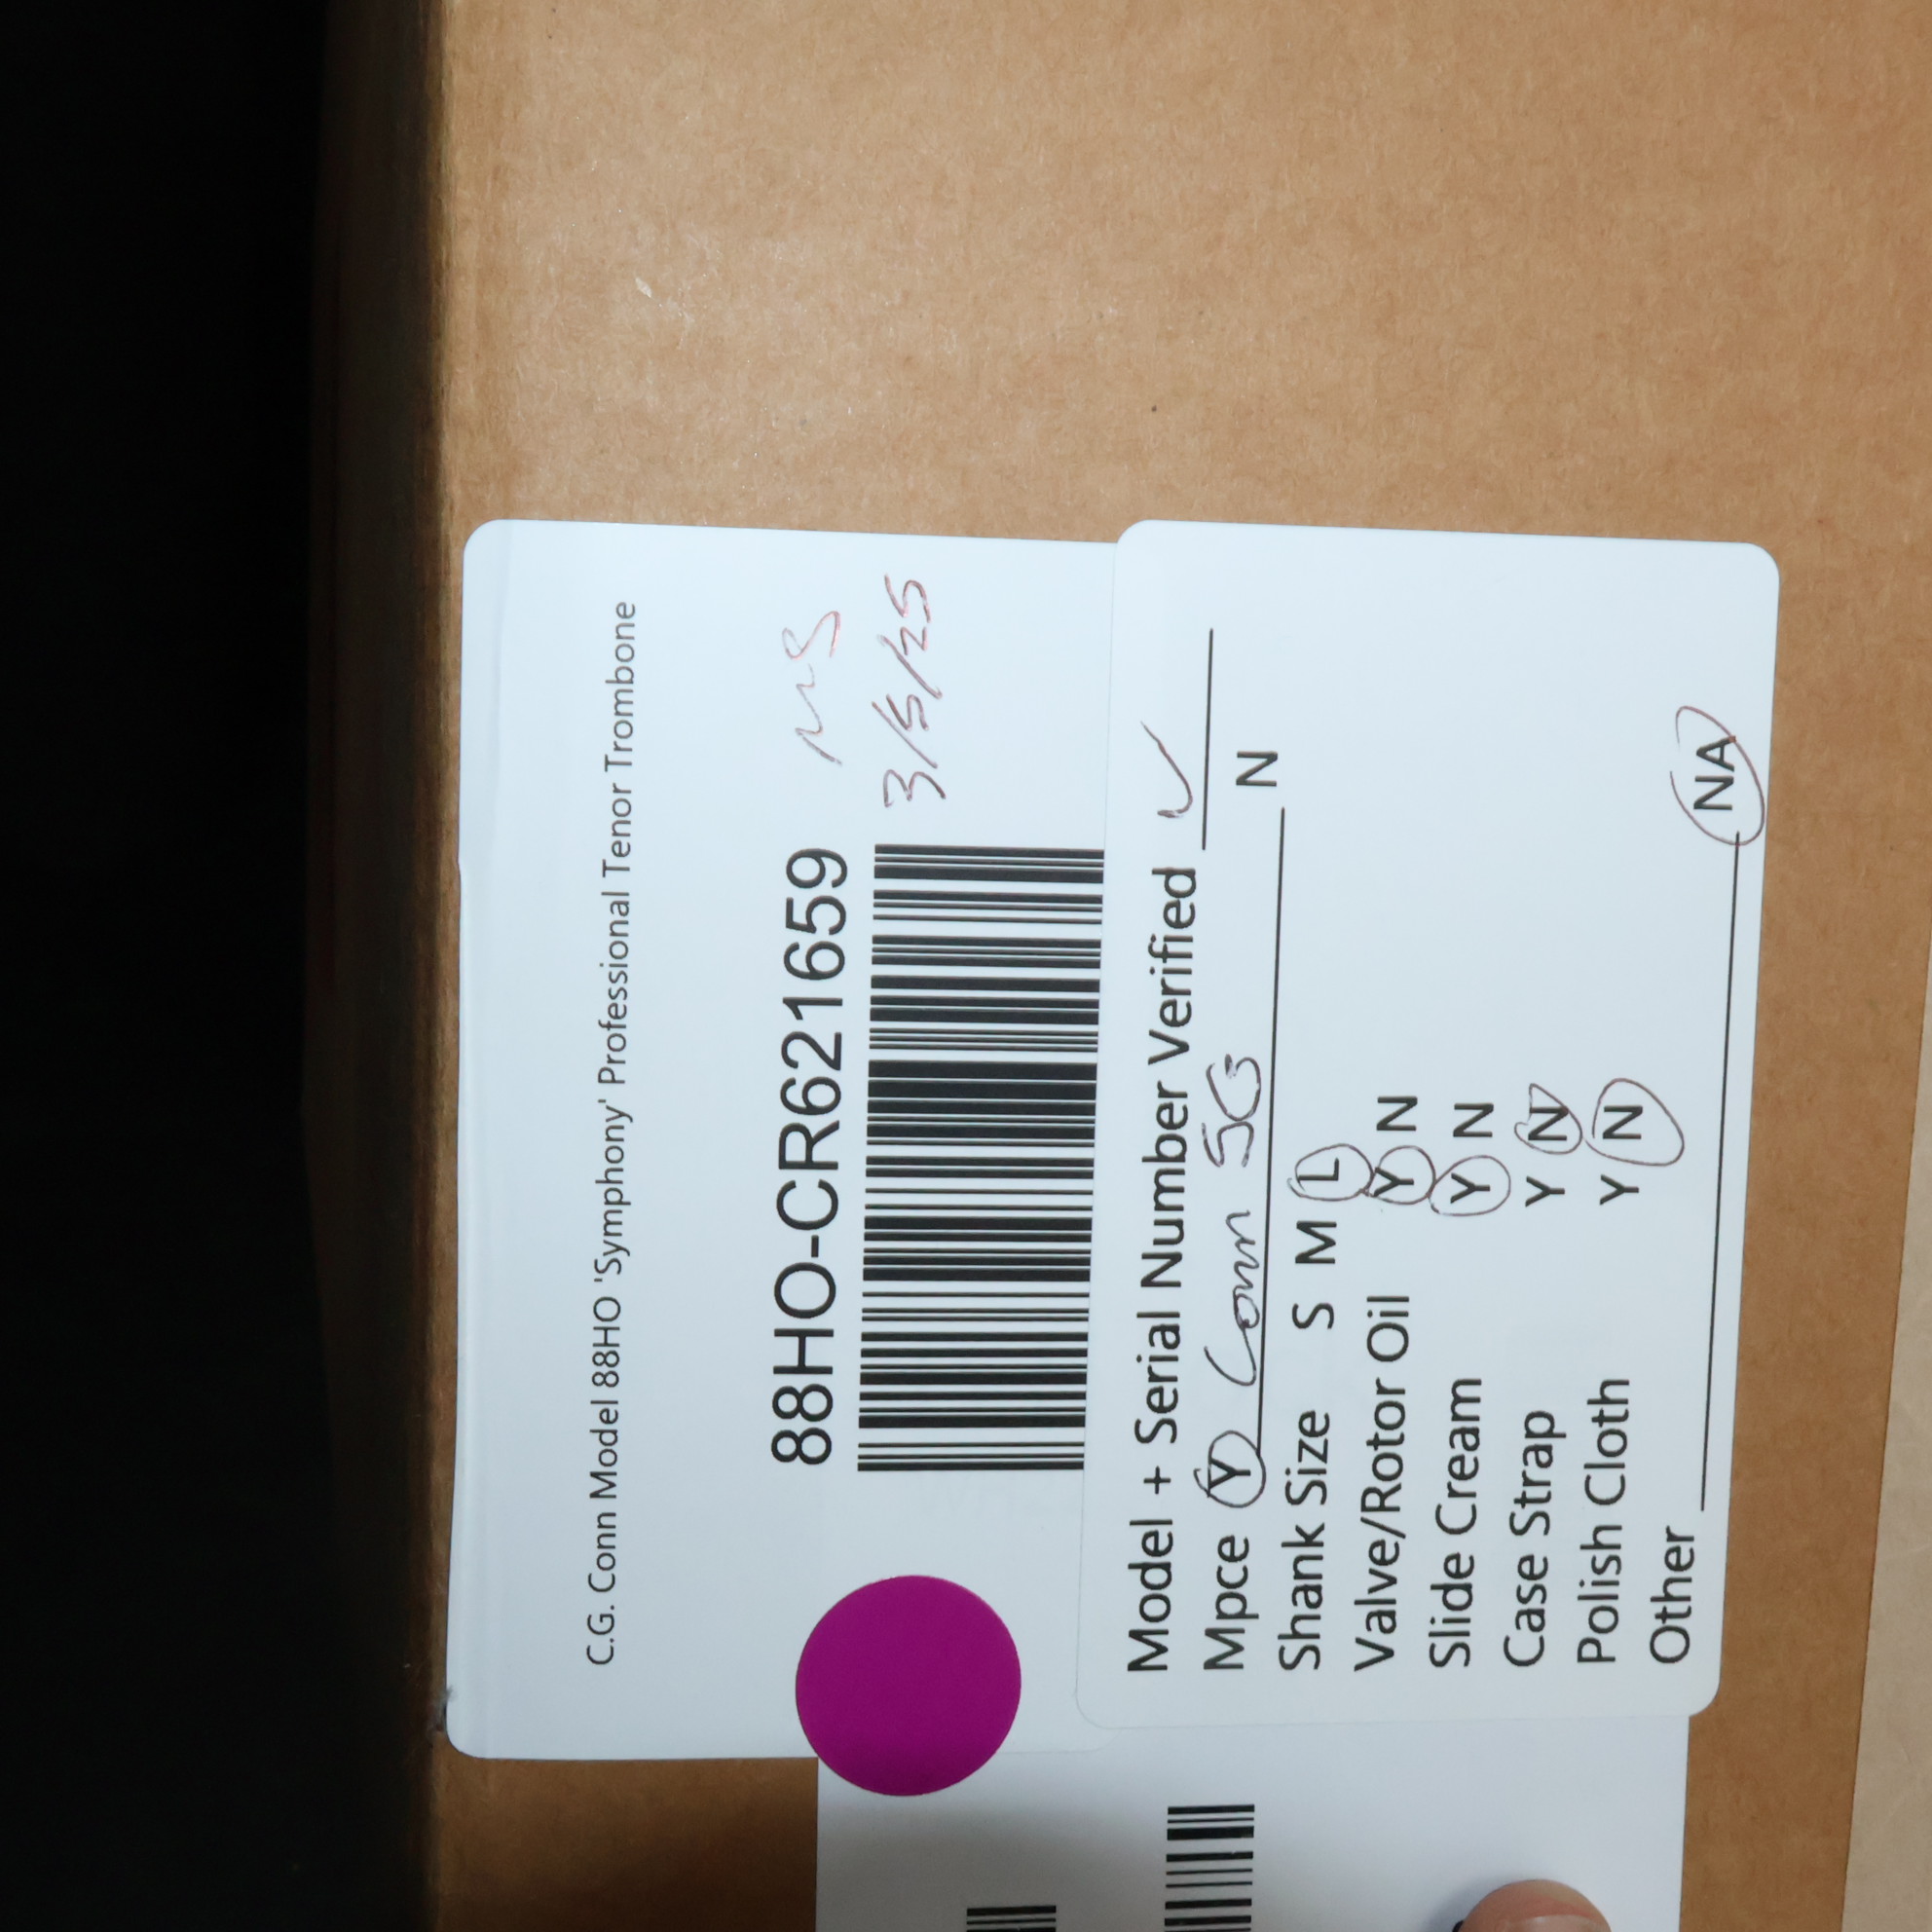 C.G. Conn Model 88HO 'Symphony' Professional Tenor Trombone
MS
88HO-CR621659
3/5/25
Model + Serial Number Verified ✓
Mpce Y Conn 5G N
Shank Size S M L
Valve/Rotor Oil Y N
Slide Cream Y N
Case Strap Y N
Polish Cloth Y N
Other NA